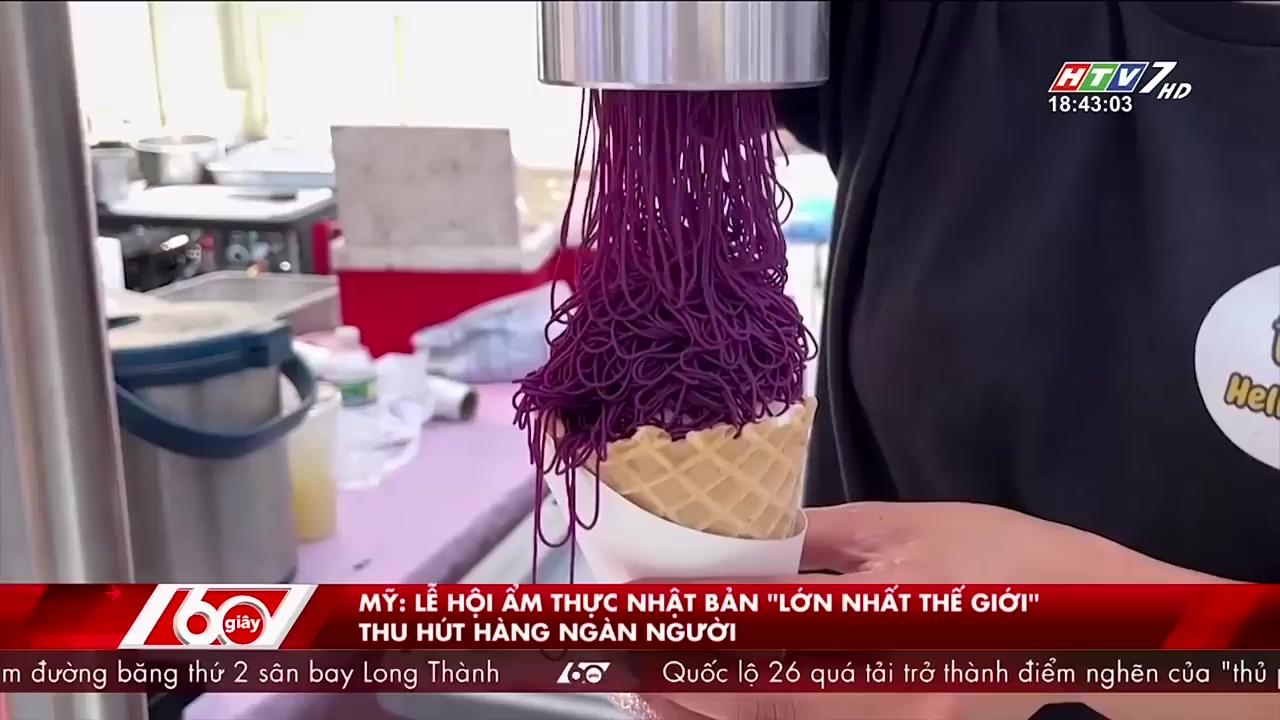 HTV7 HD
18:43:03
Hel
60 giây
MỸ: LỄ HỘI ẨM THỰC NHẬT BẢN "LỚN NHẤT THẾ GIỚI"
THU HÚT HÀNG NGÀN NGƯỜI
m đường băng thứ 2 sân bay Long Thành 60 Quốc lộ 26 quá tải trở thành điểm nghẽn của "thủ